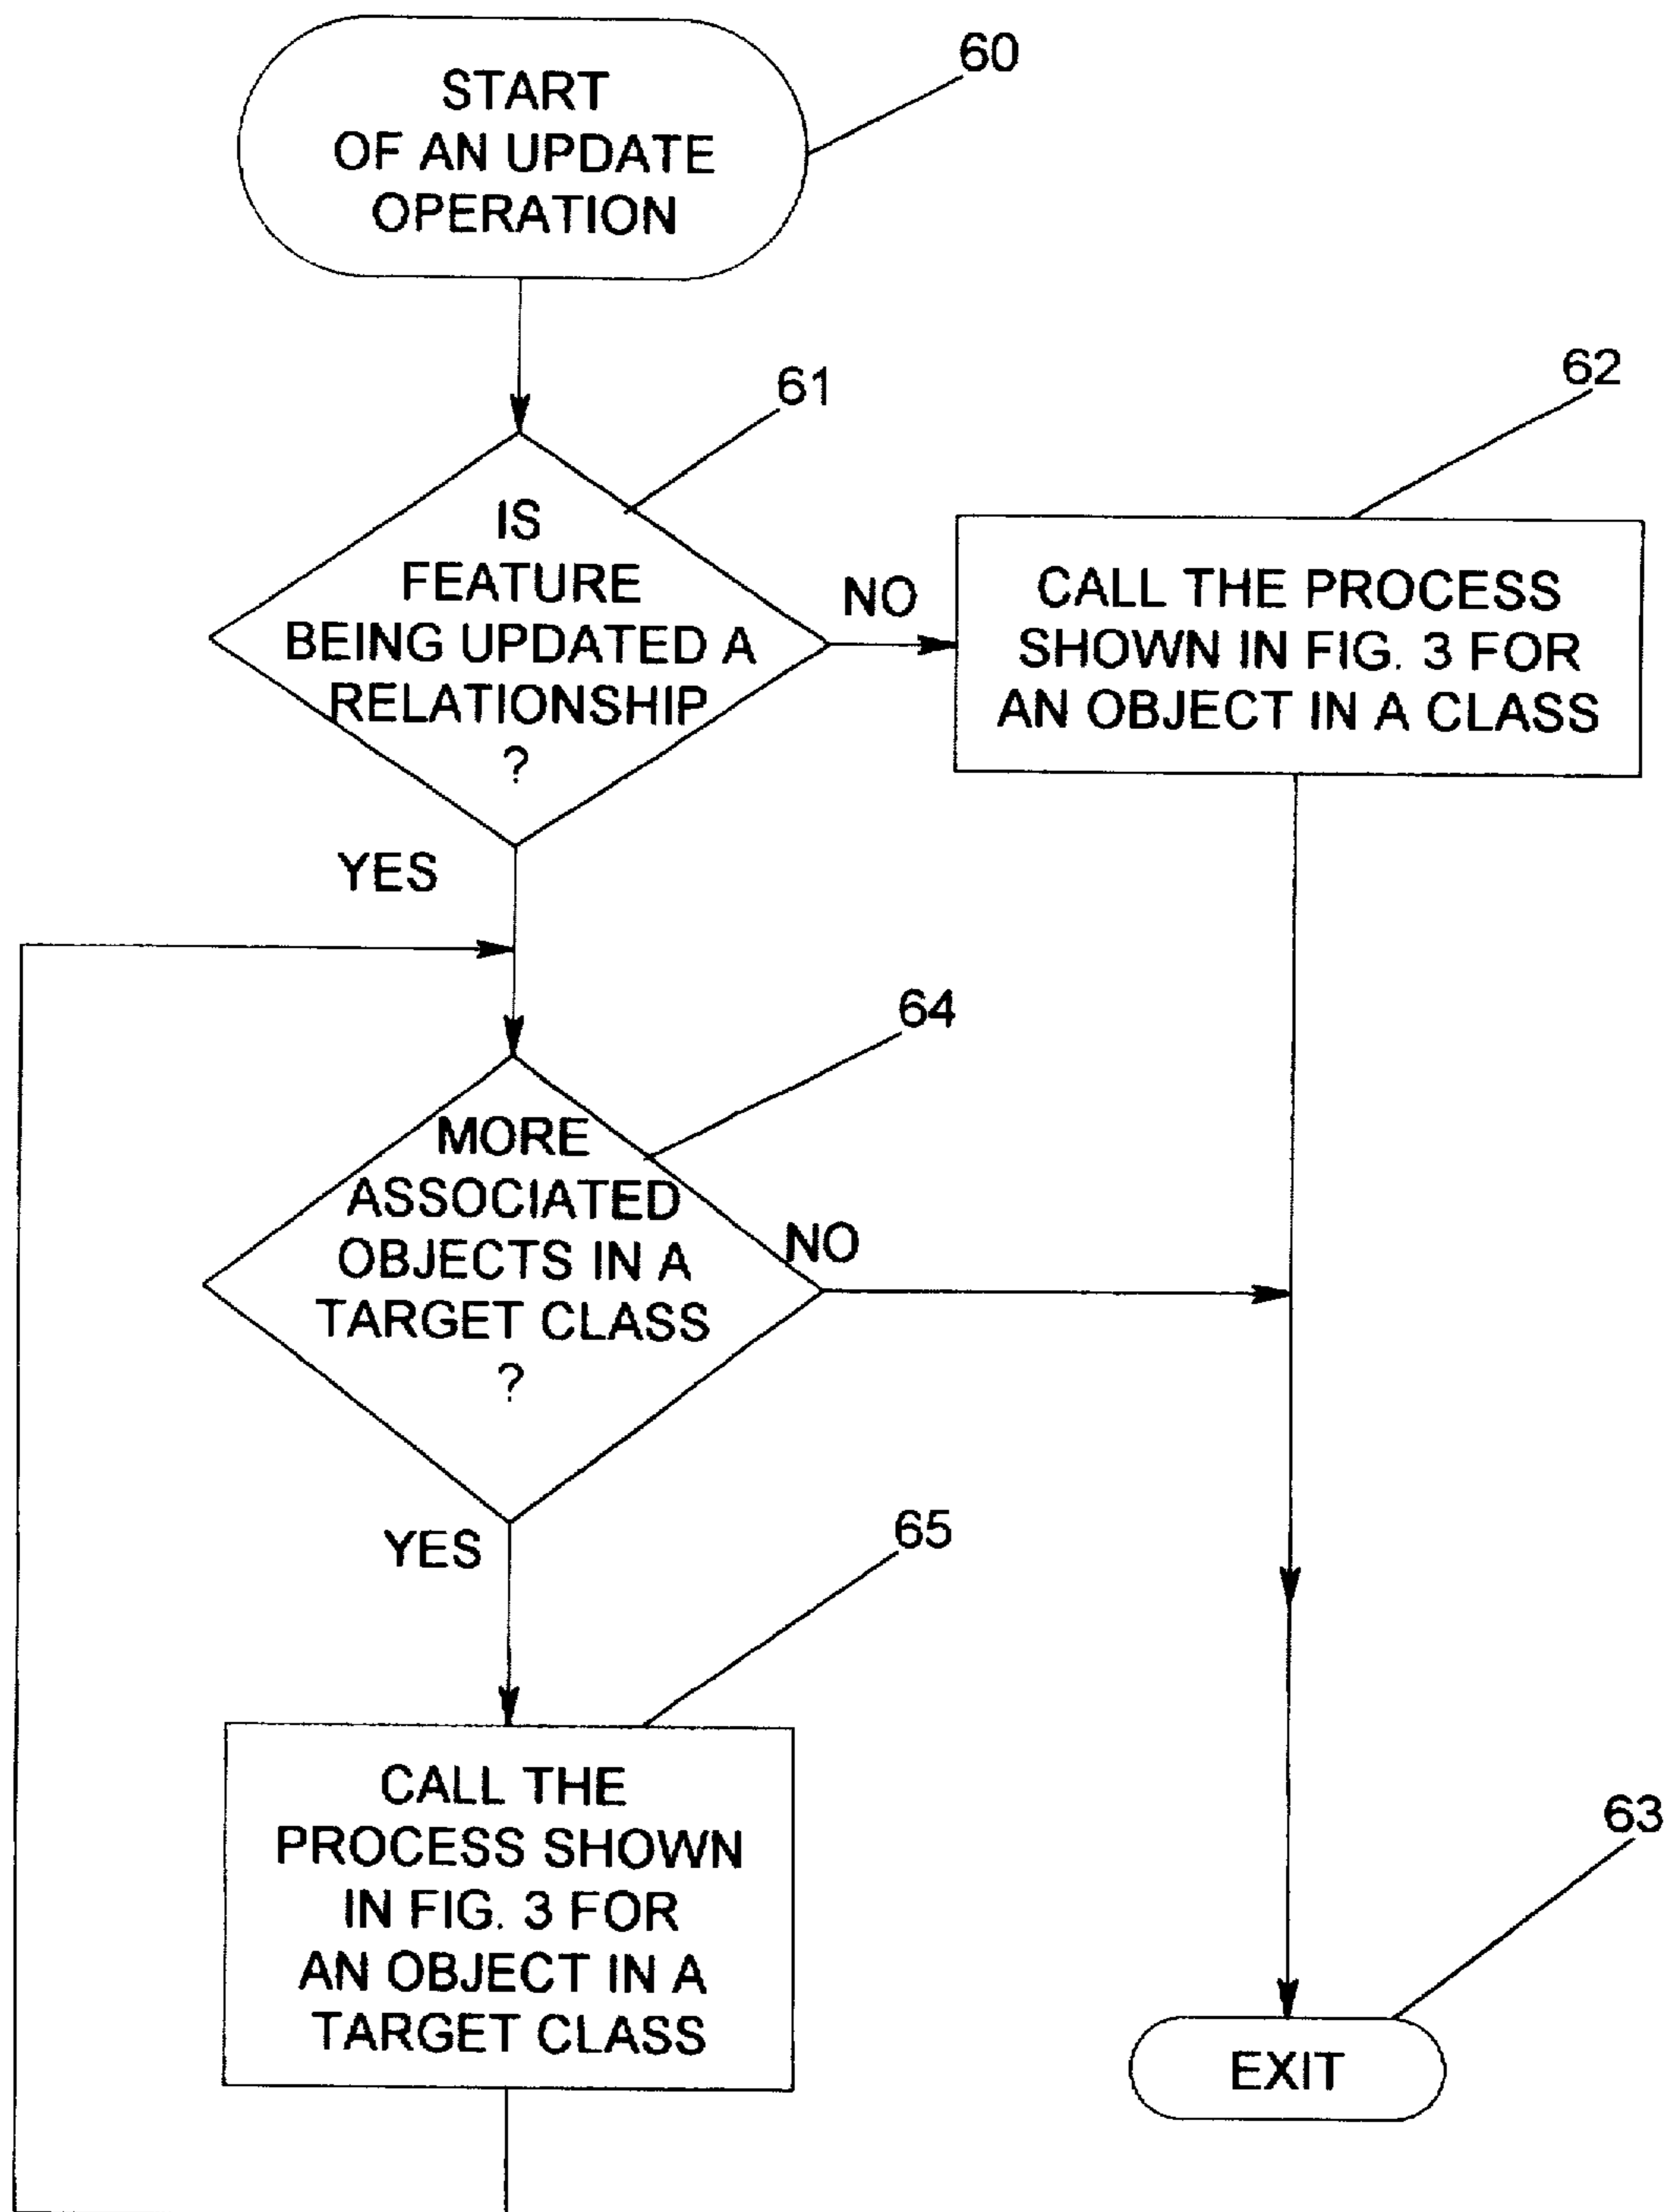 60
START
OF AN UPDATE
OPERATION
61
62
IS
FEATURE
BEING UPDATED A
RELATIONSHIP
?
NO
CALL THE PROCESS
SHOWN IN FIG. 3 FOR
AN OBJECT IN A CLASS
YES
64
MORE
ASSOCIATED
OBJECTS IN A
TARGET CLASS
?
NO
YES
65
CALL THE
PROCESS SHOWN
IN FIG. 3 FOR
AN OBJECT IN A
TARGET CLASS
63
EXIT